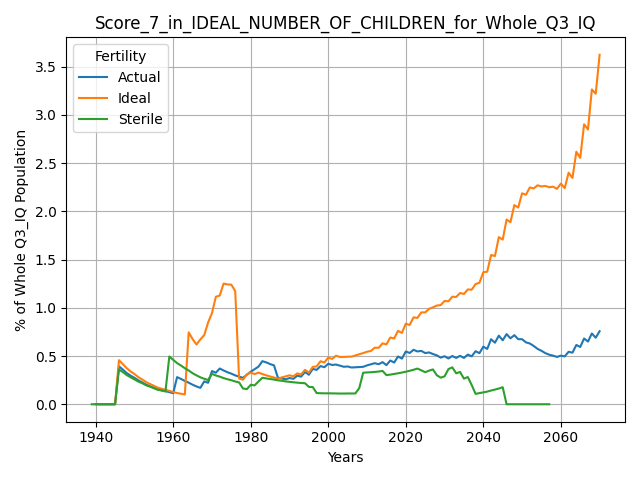 Score_7_in_IDEAL_NUMBER_OF_CHILDREN_for_Whole_Q3_IQ
Fertility
Actual
Ideal
Sterile
% of Whole Q3_IQ Population
3.5
3.0
2.5
2.0
1.5
1.0
0.5
0.0
1940 1960 1980 2000 2020 2040 2060
Years